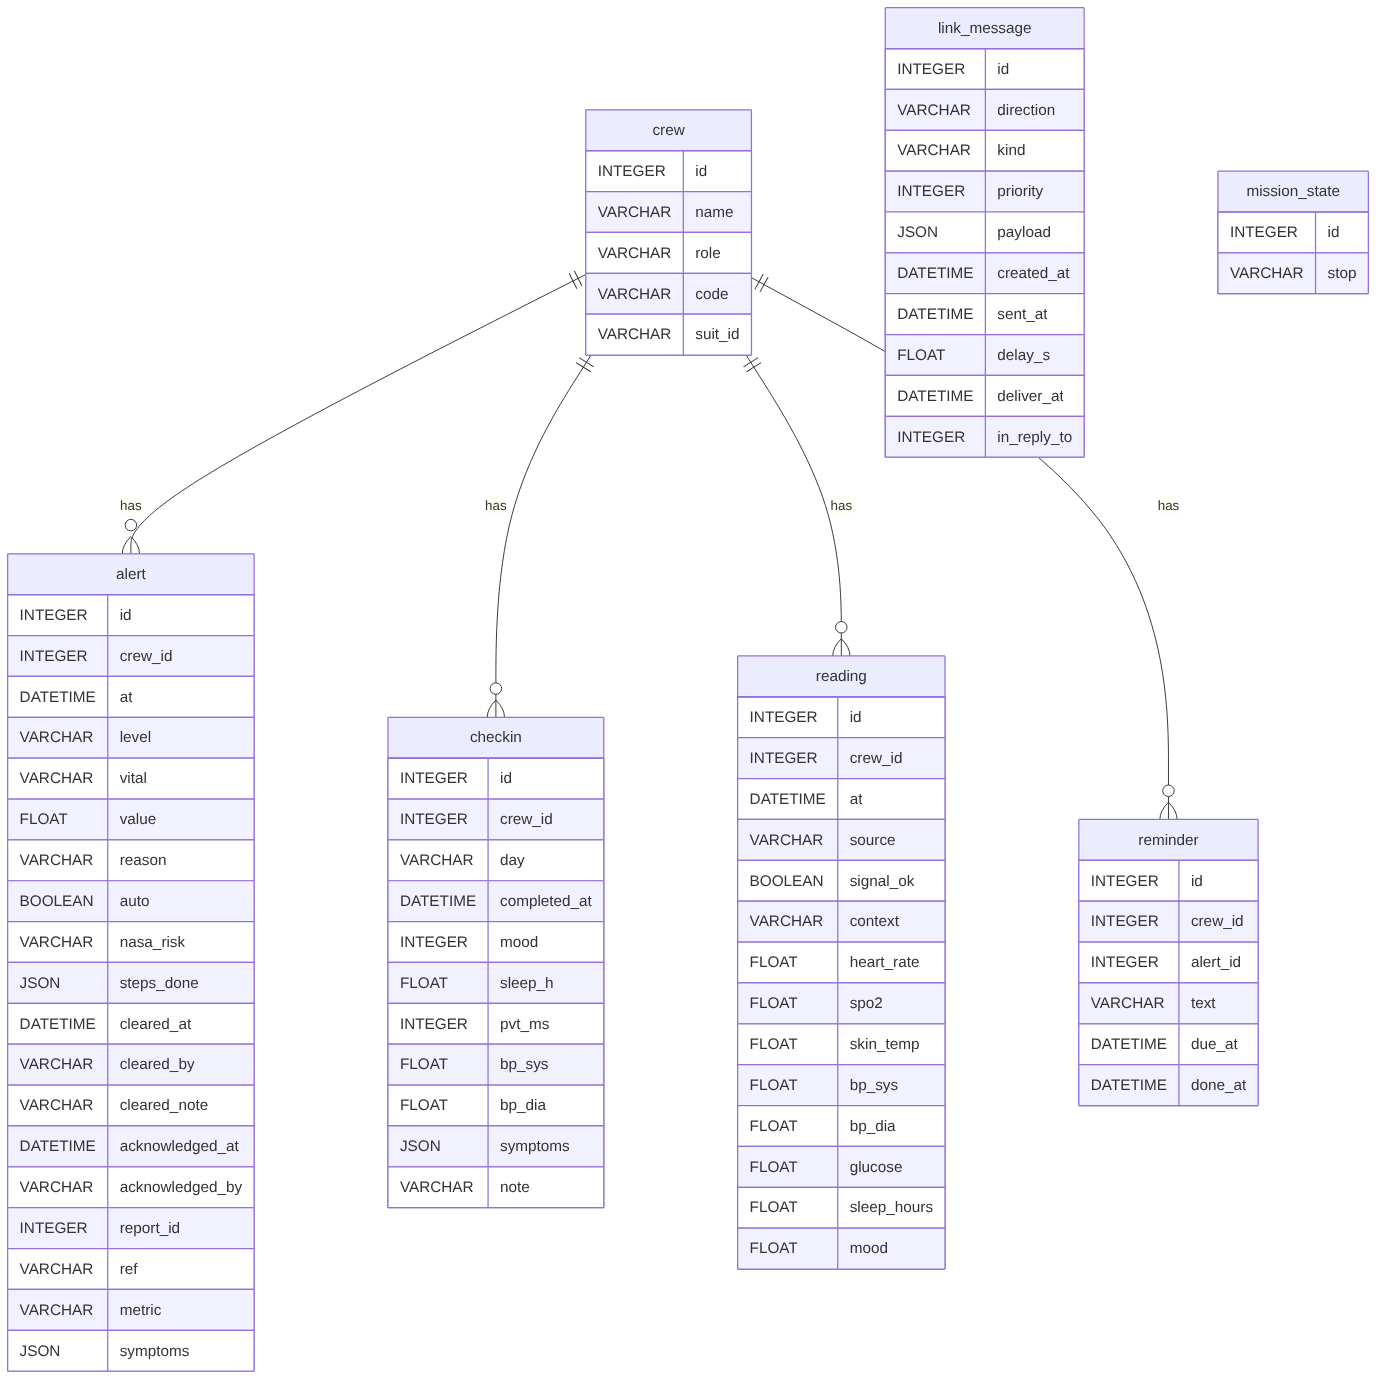 link_message
INTEGER id
VARCHAR direction
VARCHAR kind
INTEGER priority
JSON payload
DATETIME created_at
DATETIME sent_at
FLOAT delay_s
DATETIME deliver_at
INTEGER in_reply_to
crew
INTEGER id
VARCHAR name
VARCHAR role
VARCHAR code
VARCHAR suit_id
mission_state
INTEGER id
VARCHAR stop
has
has
has
has
alert
INTEGER id
INTEGER crew_id
DATETIME at
VARCHAR level
VARCHAR vital
FLOAT value
VARCHAR reason
BOOLEAN auto
VARCHAR nasa_risk
JSON steps_done
DATETIME cleared_at
VARCHAR cleared_by
VARCHAR cleared_note
DATETIME acknowledged_at
VARCHAR acknowledged_by
INTEGER report_id
VARCHAR ref
VARCHAR metric
JSON symptoms
checkin
INTEGER id
INTEGER crew_id
VARCHAR day
DATETIME completed_at
INTEGER mood
FLOAT sleep_h
INTEGER pvt_ms
FLOAT bp_sys
FLOAT bp_dia
JSON symptoms
VARCHAR note
reading
INTEGER id
INTEGER crew_id
DATETIME at
VARCHAR source
BOOLEAN signal_ok
VARCHAR context
FLOAT heart_rate
FLOAT spo2
FLOAT skin_temp
FLOAT bp_sys
FLOAT bp_dia
FLOAT glucose
FLOAT sleep_hours
FLOAT mood
reminder
INTEGER id
INTEGER crew_id
INTEGER alert_id
VARCHAR text
DATETIME due_at
DATETIME done_at